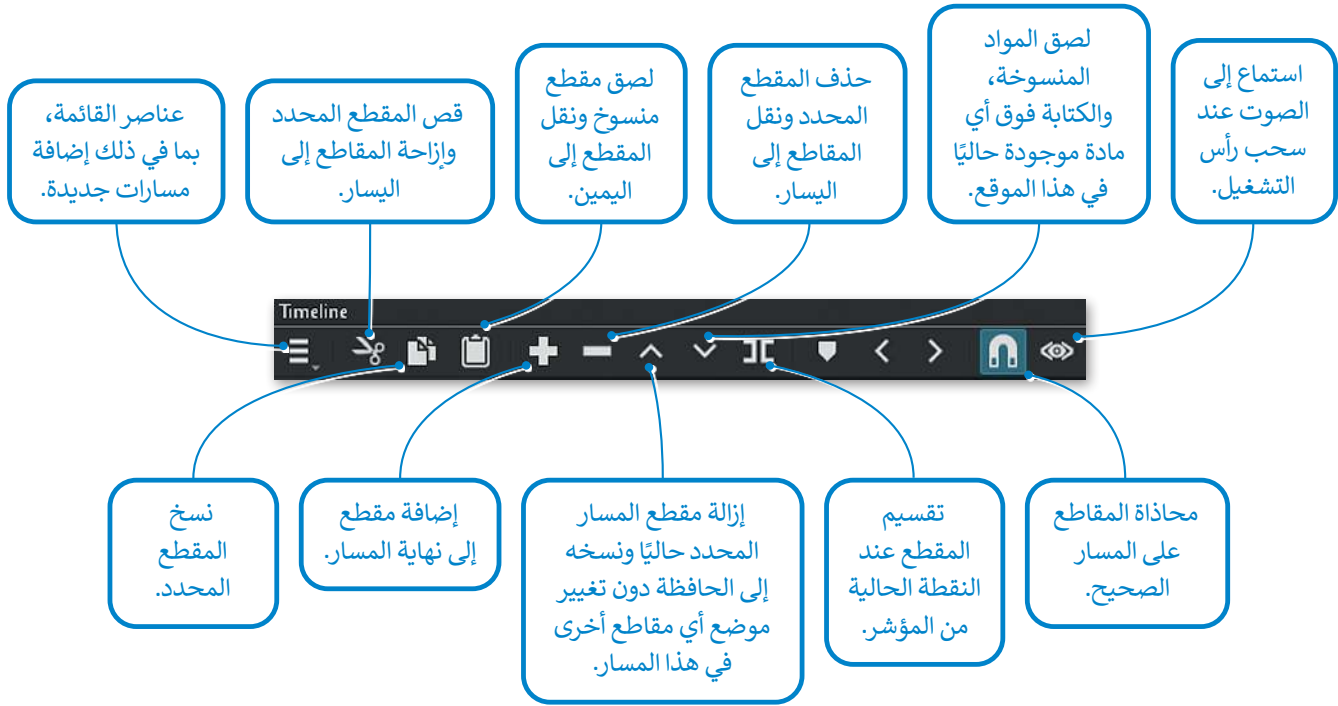 استماع إلى
الصوت عند
سحب رأس
التشغيل.
لصق المواد
المنسوخة،
والكتابة فوق أي
مادة موجودة حاليًا
في هذا الموقع.
حذف المقطع
المحدد ونقل
المقاطع إلى
اليسار.
لصق مقطع
منسوخ ونقل
المقطع إلى
اليمين.
قص المقطع المحدد
وإزاحة المقاطع إلى
اليسار.
عناصر القائمة،
بما في ذلك إضافة
مسارات جديدة.
Timeline
محاذاة المقاطع
على المسار
الصحيح.
تقسيم
المقطع عند
النقطة الحالية
من المؤشر.
إزالة مقطع المسار
المحدد حاليًا ونسخه
إلى الحافظة دون تغيير
موضع أي مقاطع أخرى
في هذا المسار.
إضافة مقطع
إلى نهاية المسار.
نسخ
المقطع
المحدد.